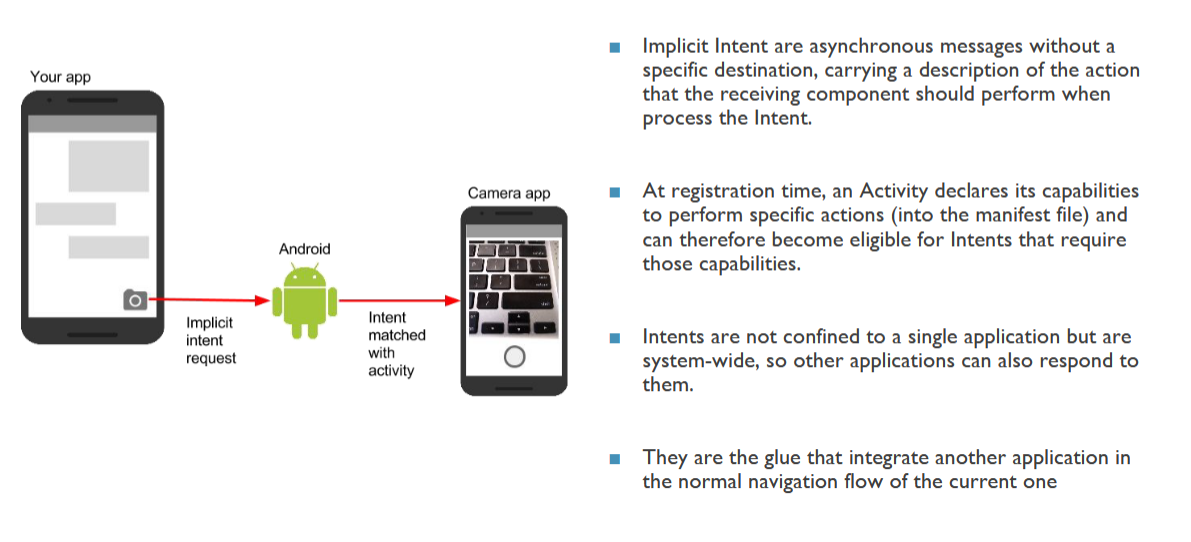 Your app
Implicit
intent
request
Android
Intent
matched
with
activity
Camera app
Implicit Intent are asynchronous messages without a
specific destination, carrying a description of the action
that the receiving component should perform when
process the Intent.
At registration time, an Activity declares its capabilities
to perform specific actions (into the manifest file) and
can therefore become eligible for Intents that require
those capabilities.
Intents are not confined to a single application but are
system-wide, so other applications can also respond to
them.
They are the glue that integrate another application in
the normal navigation flow of the current one